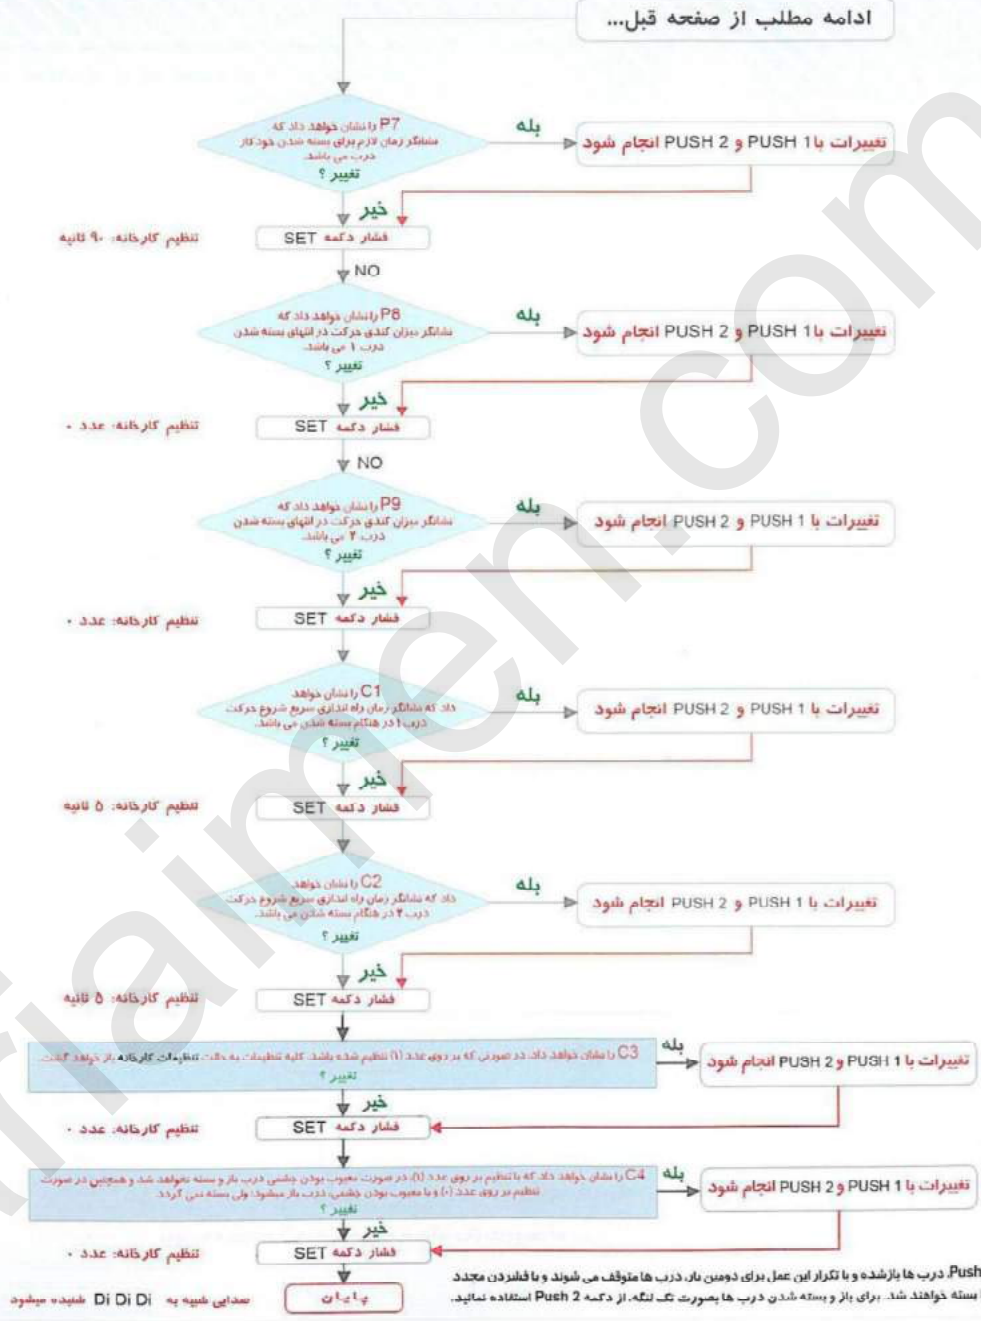 ادامه مطلب از صفحه قبل...
P7 را نشان خواهد داد که
نشانگر زمان لازم برای بسته شدن خودکار
درب می باشد.
تغییر ؟
بله
تغییرات با PUSH 1 و PUSH 2 انجام شود
خیر
فشار دکمه SET
تنظیم کارخانه: ۹۰ ثانیه
NO
P8 را نشان خواهد داد که
نشانگر میزان کندی حرکت در انتهای بسته شدن
درب ۱ می باشد.
تغییر ؟
بله
تغییرات با PUSH 1 و PUSH 2 انجام شود
خیر
فشار دکمه SET
تنظیم کارخانه: عدد ۰
NO
P9 را نشان خواهد داد که
نشانگر میزان کندی حرکت در انتهای بسته شدن
درب ۲ می باشد.
تغییر ؟
بله
تغییرات با PUSH 1 و PUSH 2 انجام شود
خیر
فشار دکمه SET
تنظیم کارخانه: عدد ۰
C1 را نشان خواهد
داد که نشانگر زمان راه اندازی سریع شروع حرکت
درب ۱ در هنگام بسته شدن می باشد.
تغییر ؟
بله
تغییرات با PUSH 1 و PUSH 2 انجام شود
خیر
فشار دکمه SET
تنظیم کارخانه: ۵ ثانیه
C2 را نشان خواهد
داد که نشانگر زمان راه اندازی سریع شروع حرکت
درب ۲ در هنگام بسته شدن می باشد.
تغییر ؟
بله
تغییرات با PUSH 1 و PUSH 2 انجام شود
خیر
فشار دکمه SET
تنظیم کارخانه: ۵ ثانیه
C3 را نشان خواهد داد. در صورتی که بر روی عدد (۱) تنظیم شده باشد. کلیه تنظیمات به حالت تنظیمات کارخانه باز خواهد گشت.
تغییر ؟
بله
تغییرات با PUSH 1 و PUSH 2 انجام شود
خیر
فشار دکمه SET
تنظیم کارخانه: عدد ۰
C4 را نشان خواهد داد که با تنظیم بر روی عدد (۱)، در صورت معیوب بودن چشمی درب باز و بسته نخواهد شد و همچنین در صورت
تنظیم بر روی عدد (۰) و با معیوب بودن چشمی، درب باز میشود؛ ولی بسته نمی گردد.
تغییر ؟
بله
تغییرات با PUSH 1 و PUSH 2 انجام شود
خیر
فشار دکمه SET
تنظیم کارخانه: عدد ۰
پایان
صدایی شبیه به Di Di Di شنیده میشود
Push، درب ها بازشده و با تکرار این عمل برای دومین بار، درب ها متوقف می شوند و با فشردن مجدد
بسته خواهند شد. برای باز و بسته شدن درب ها بصورت تک لنگه، از دکمه Push 2 استفاده نمائید.